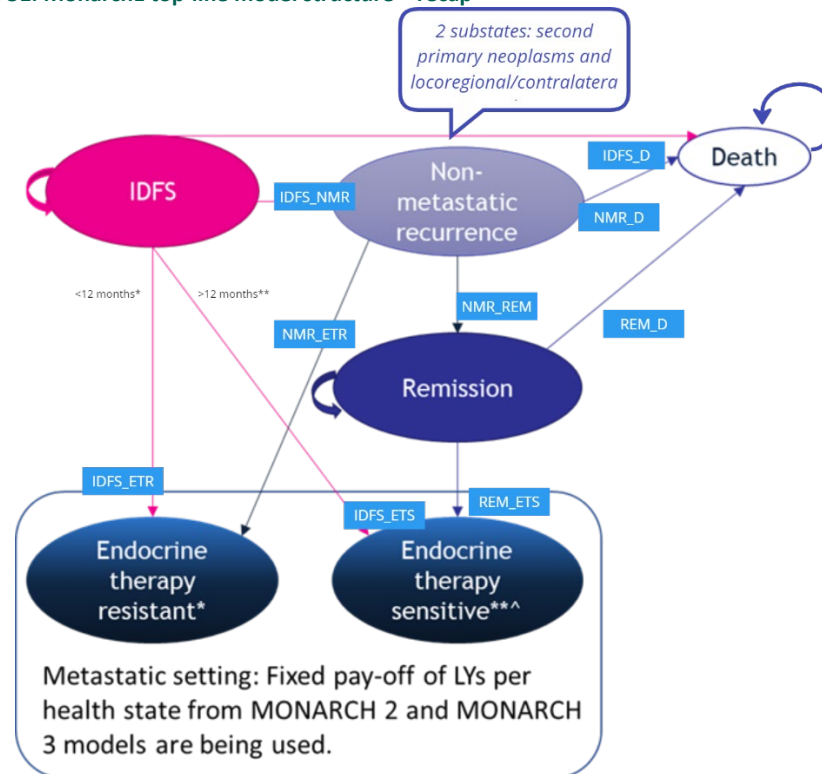 2 substates: second
primary neoplasms and
locoregional/contralatera
IDFS
Non-
metastatic
recurrence
Death
IDFS_NMR
IDFS_D
NMR_D
<12 months*
>12 months**
NMR_ETR
NMR_REM
REM_D
Remission
IDFS_ETR
IDFS_ETS
REM_ETS
Endocrine
therapy
resistant*
Endocrine
therapy
sensitive**^
Metastatic setting: Fixed pay-off of LYs per
health state from MONARCH 2 and MONARCH
3 models are being used.